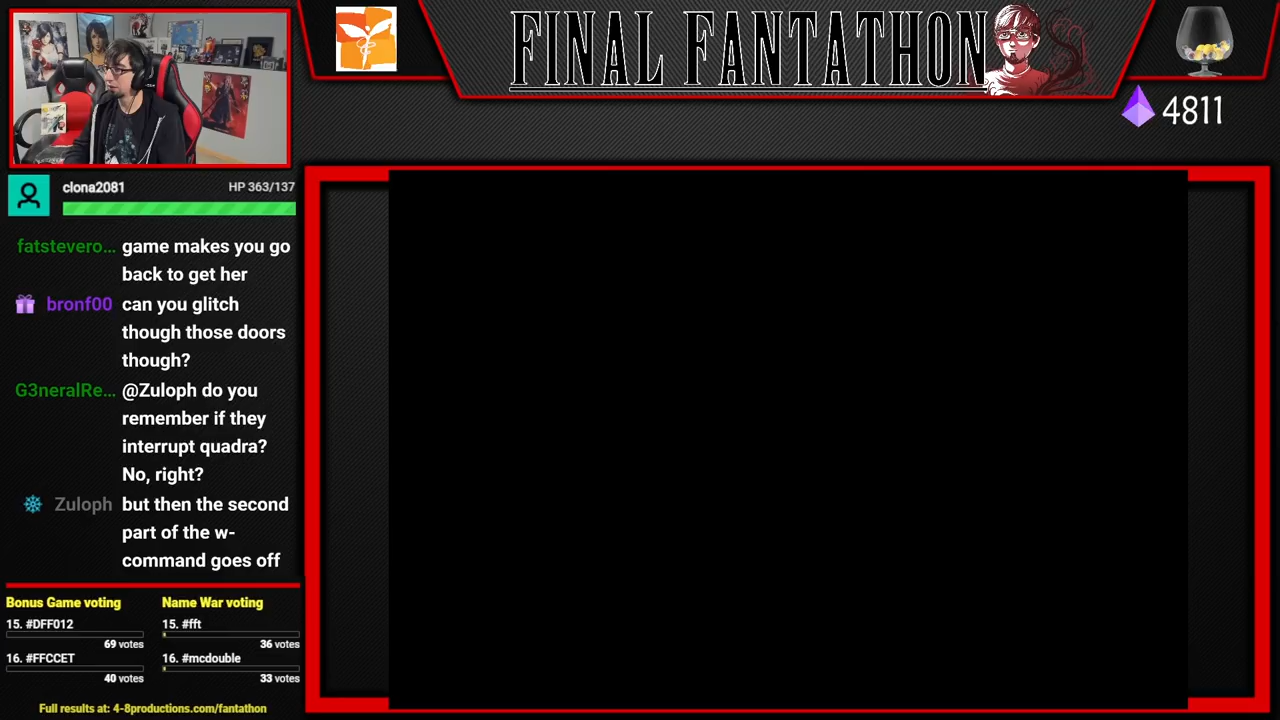 FINAL FANTATHON
4811
clona2081 HP 363/137
fatstevero… game makes you go
back to get her
bronf00 can you glitch
though those doors
though?
G3neralRe… @Zuloph do you
remember if they
interrupt quadra?
No, right?
Zuloph but then the second
part of the w-
command goes off
Bonus Game voting Name War voting
15. #DFF012 15. #fft
69 votes 36 votes
16. #FFCCET 16. #mcdouble
40 votes 33 votes
Full results at: 4-8productions.com/fantathon